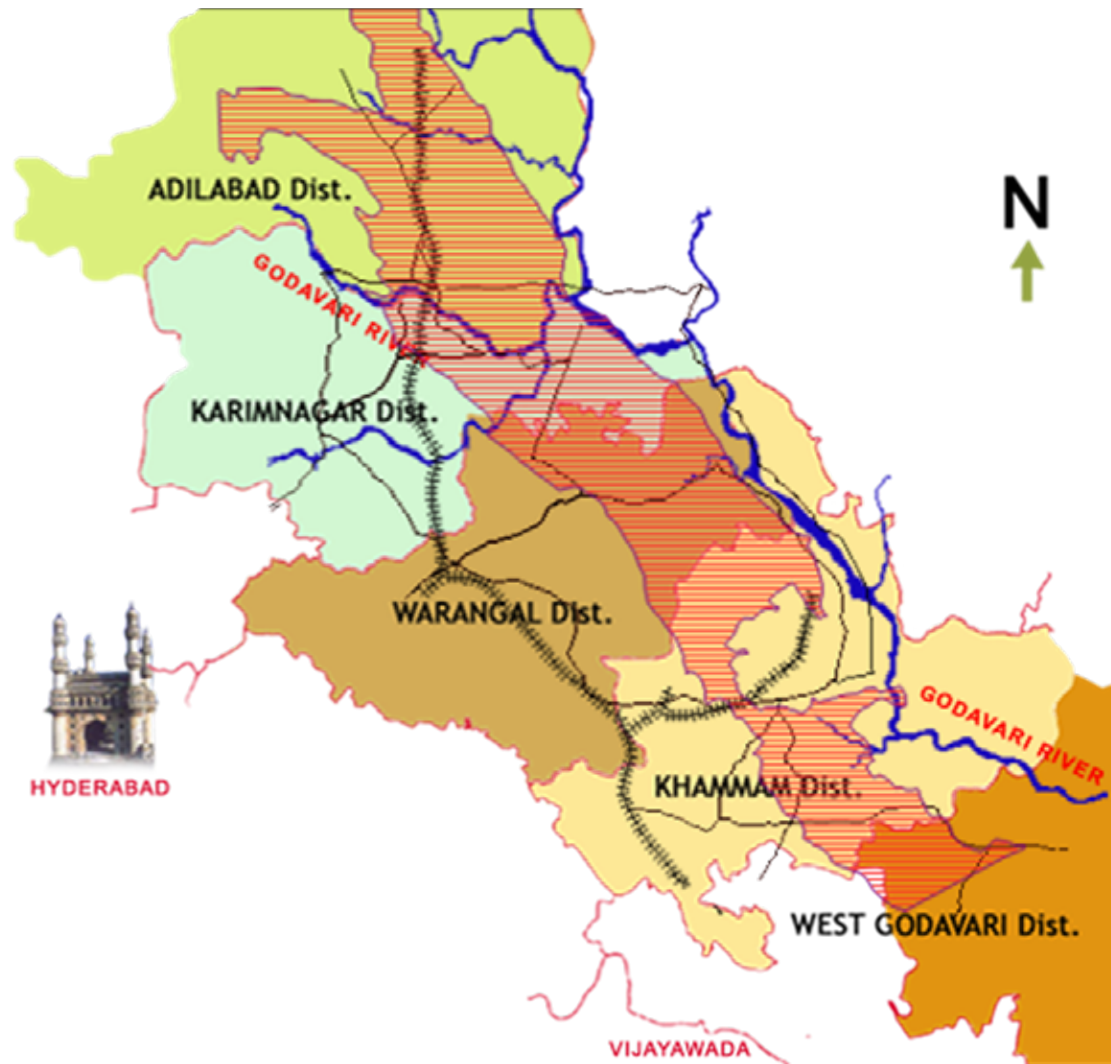 ADILABAD Dist.
N
GODAVARI RIVER
KARIMNAGAR Dist.
WARANGAL Dist.
HYDERABAD
GODAVARI RIVER
KHAMMAM Dist.
WEST GODAVARI Dist.
VIJAYAWADA